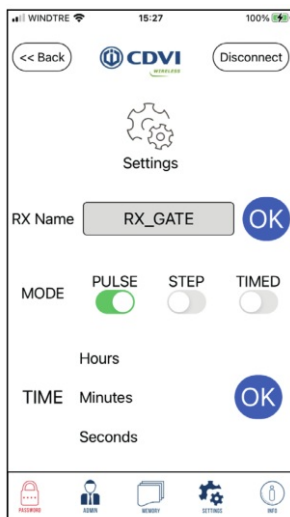 WINDTRE 15:27 100%
<< Back CDVI Disconnect
WIRELESS
Settings
RX Name RX_GATE OK
PULSE STEP TIMED
MODE
Hours
TIME Minutes OK
Seconds
PASSWORD ADMIN MEMORY SETTINGS INFO